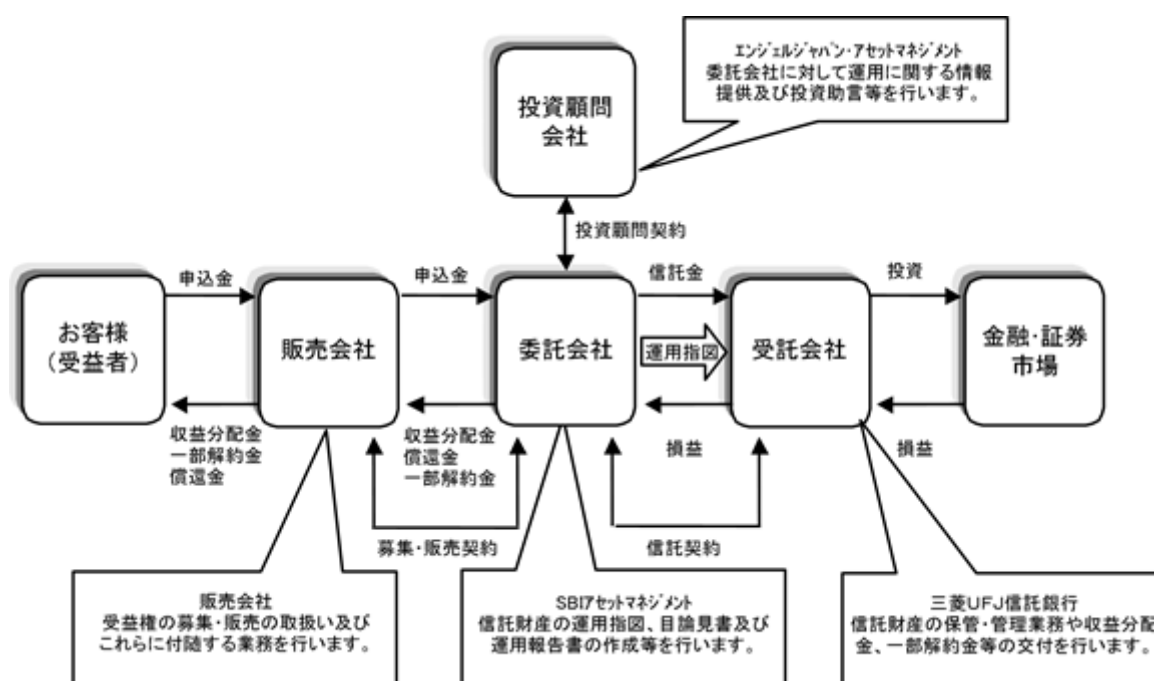 エンジェルジャパン・アセットマネジメント
委託会社に対して運用に関する情報
提供及び投資助言等を行います。
投資顧問
会社
投資顧問契約
申込金
申込金
信託金
投資
お客様
（受益者）
販売会社
委託会社
運用指図
受託会社
金融・証券
市場
収益分配金
一部解約金
償還金
収益分配金
償還金
一部解約金
損益
損益
募集・販売契約
信託契約
販売会社
受益権の募集・販売の取扱い及び
これらに付随する業務を行います。
SBIアセットマネジメント
信託財産の運用指図、目論見書及び
運用報告書の作成等を行います。
三菱UFJ信託銀行
信託財産の保管・管理業務や収益分配
金、一部解約金等の交付を行います。